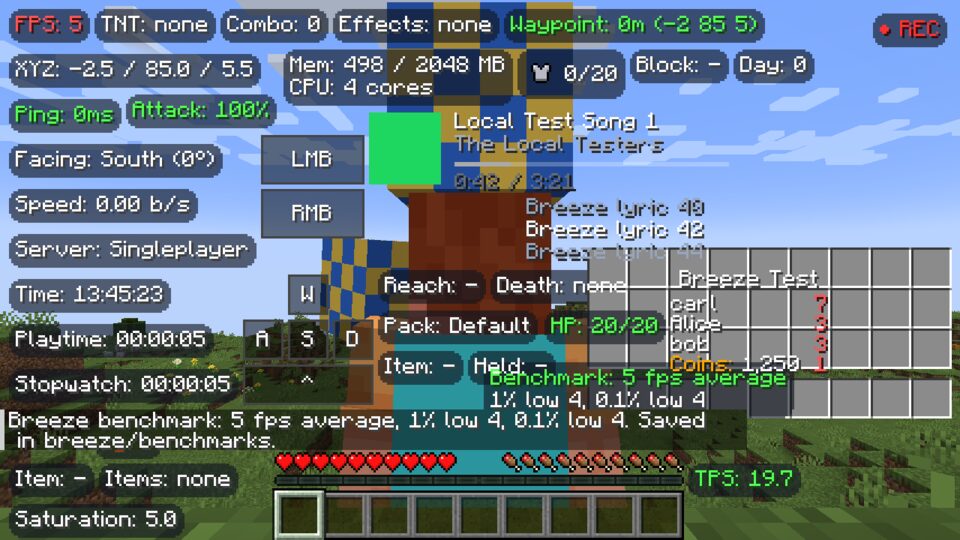 FPS: 5
TNT: none
Combo: 0
Effects: none
Waypoint: 0m (-2 85 5)
REC
XYZ: -2.5 / 85.0 / 5.5
Mem: 498 / 2048 MB
CPU: 4 cores
0/20
Block: -
Day: 0
Ping: 0ms
Attack: 100%
Local Test Song 1
The Local Testers
0:42 / 3:21
Facing: South (0°)
LMB
Speed: 0.00 b/s
RMB
Breeze lyric 40
Breeze lyric 42
Breeze lyric 44
Server: Singleplayer
Time: 13:45:23
W
Reach: -
Death: none
Breeze Test
carl 7
Alice 3
bob 3
Coins: 1,250 1
Playtime: 00:00:05
A
S
D
Pack: Default
HP: 20/20
Stopwatch: 00:00:05
^
Item: -
Held: -
Benchmark: 5 fps average
1% low 4, 0.1% low 4
Breeze benchmark: 5 fps average, 1% low 4, 0.1% low 4. Saved
in breeze/benchmarks.
Item: -
Items: none
TPS: 19.7
Saturation: 5.0